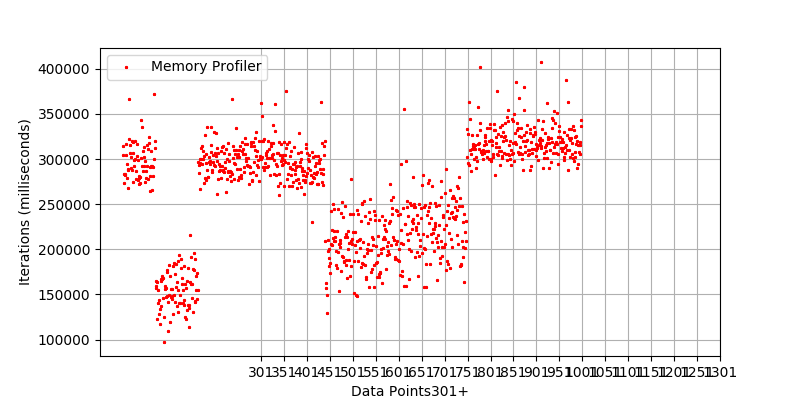 Memory Profiler
400000
350000
300000
250000
200000
150000
100000
Iterations (milliseconds)
301 351 401 451 501 551 601 651 701 751 801 851 901 951 1001 1051 1101 1151 1201 1251 1301
Data Points301+